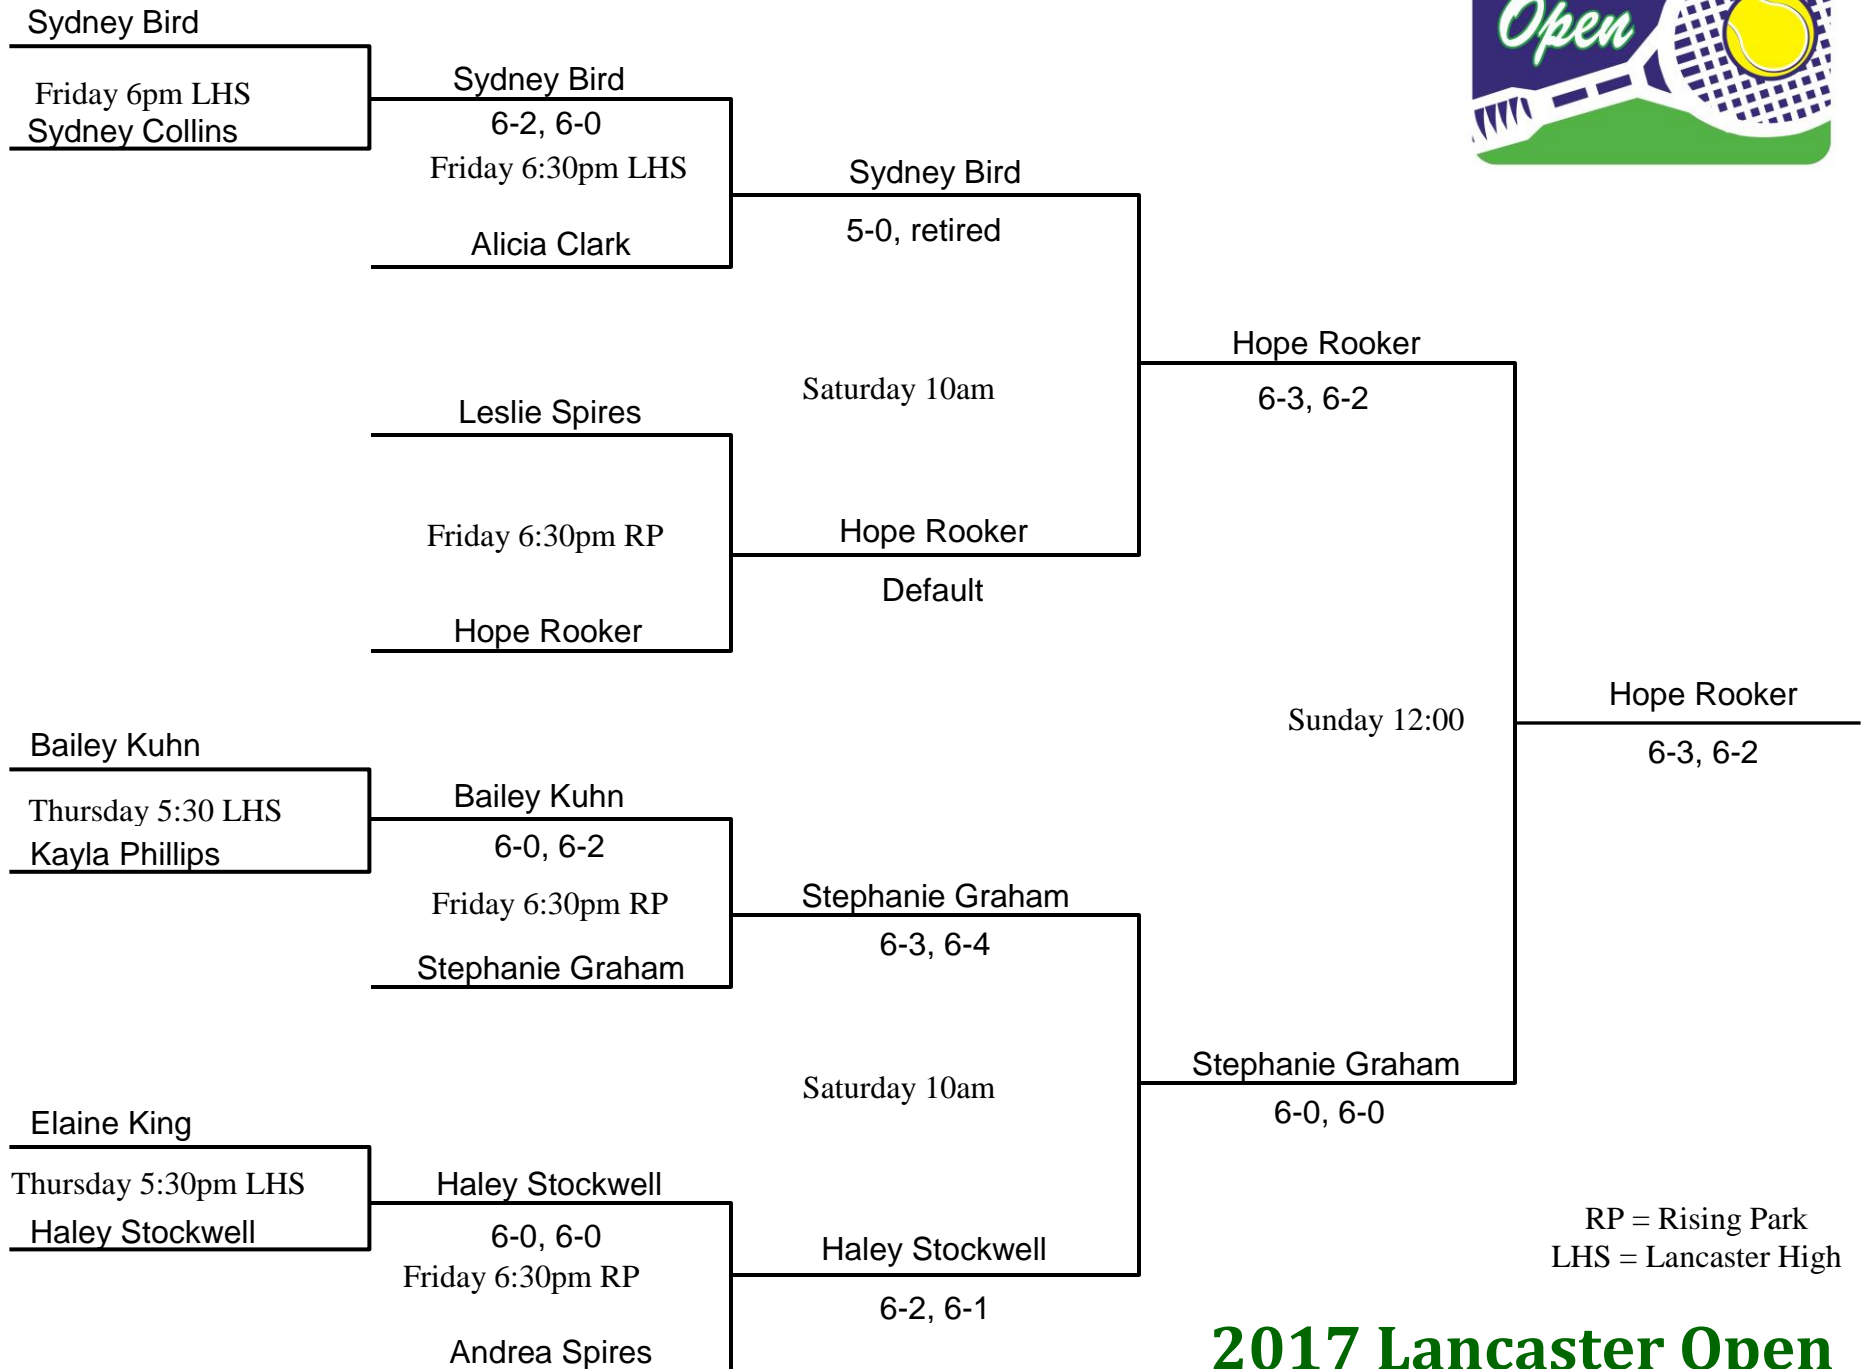 Open
Sydney Bird
Friday 6pm LHS
Sydney Collins
Sydney Bird
6-2, 6-0
Friday 6:30pm LHS
Alicia Clark
Sydney Bird
5-0, retired
Saturday 10am
Leslie Spires
Friday 6:30pm RP
Hope Rooker
Hope Rooker
Default
Hope Rooker
6-3, 6-2
Bailey Kuhn
Thursday 5:30 LHS
Kayla Phillips
Bailey Kuhn
6-0, 6-2
Friday 6:30pm RP
Stephanie Graham
Stephanie Graham
6-3, 6-4
Saturday 10am
Elaine King
Thursday 5:30pm LHS
Haley Stockwell
Haley Stockwell
6-0, 6-0
Friday 6:30pm RP
Andrea Spires
Haley Stockwell
6-2, 6-1
Stephanie Graham
6-0, 6-0
Sunday 12:00
Hope Rooker
6-3, 6-2
RP = Rising Park
LHS = Lancaster High
2017 Lancaster Open